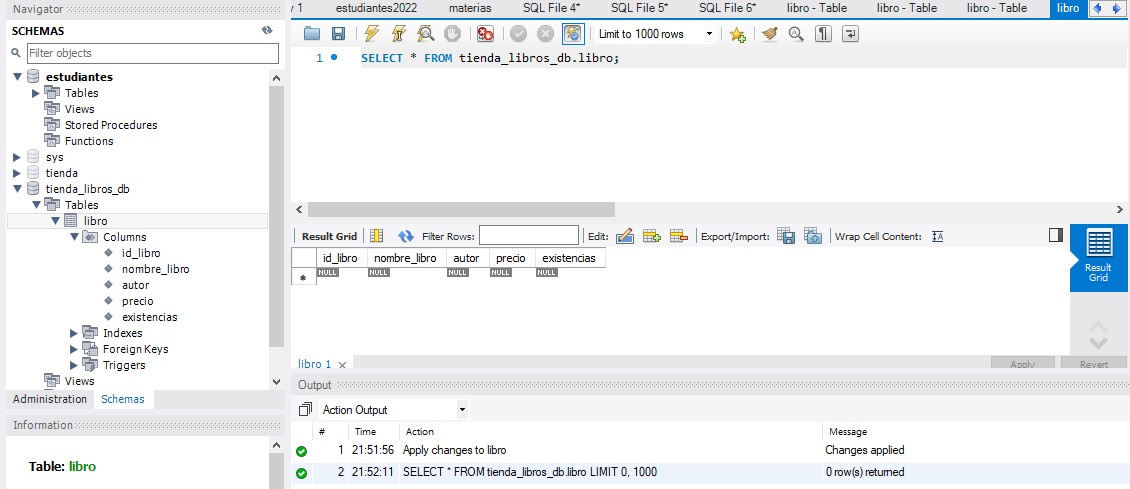 Navigator
SCHEMAS
Filter objects
estudiantes
Tables
Views
Stored Procedures
Functions
sys
tienda
tienda_libros_db
Tables
libro
Columns
id_libro
nombre_libro
autor
precio
existencias
Indexes
Foreign Keys
Triggers
Views
Administration Schemas
Information
Table: libro
y 1 estudiantes2022 materias SQL File 4* SQL File 5* SQL File 6* libro - Table libro - Table libro - Table libro
Limit to 1000 rows
1 SELECT * FROM tienda_libros_db.libro;
Result Grid Filter Rows: Edit: Export/Import: Wrap Cell Content: IA
id_libro nombre_libro autor precio existencias
* NULL NULL NULL NULL NULL
Result
Grid
libro 1 x Apply Revert
Output
Action Output
# Time Action Message
1 21:51:56 Apply changes to libro Changes applied
2 21:52:11 SELECT * FROM tienda_libros_db.libro LIMIT 0, 1000 0 row(s) returned